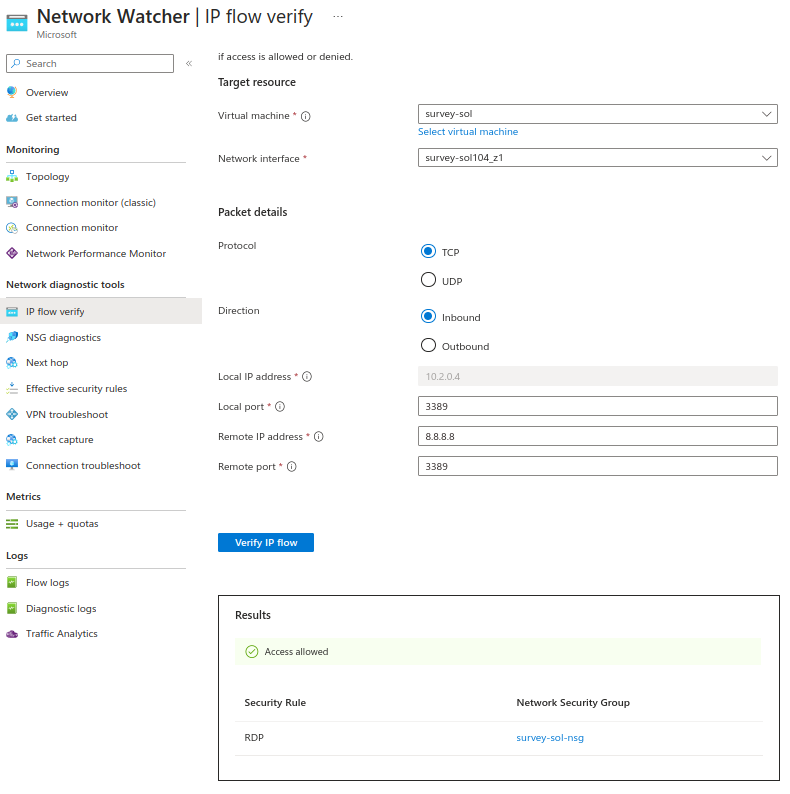 Network Watcher | IP flow verify ...
Microsoft
Search «
Overview
Get started
Monitoring
Topology
Connection monitor (classic)
Connection monitor
Network Performance Monitor
Network diagnostic tools
IP flow verify
NSG diagnostics
Next hop
Effective security rules
VPN troubleshoot
Packet capture
Connection troubleshoot
Metrics
Usage + quotas
Logs
Flow logs
Diagnostic logs
Traffic Analytics
if access is allowed or denied.
Target resource
Virtual machine * survey-sol
Select virtual machine
Network interface * survey-sol104_z1
Packet details
Protocol
TCP
UDP
Direction
Inbound
Outbound
Local IP address * 10.2.0.4
Local port * 3389
Remote IP address * 8.8.8.8
Remote port * 3389
Verify IP flow
Results
Access allowed
Security Rule Network Security Group
RDP survey-sol-nsg